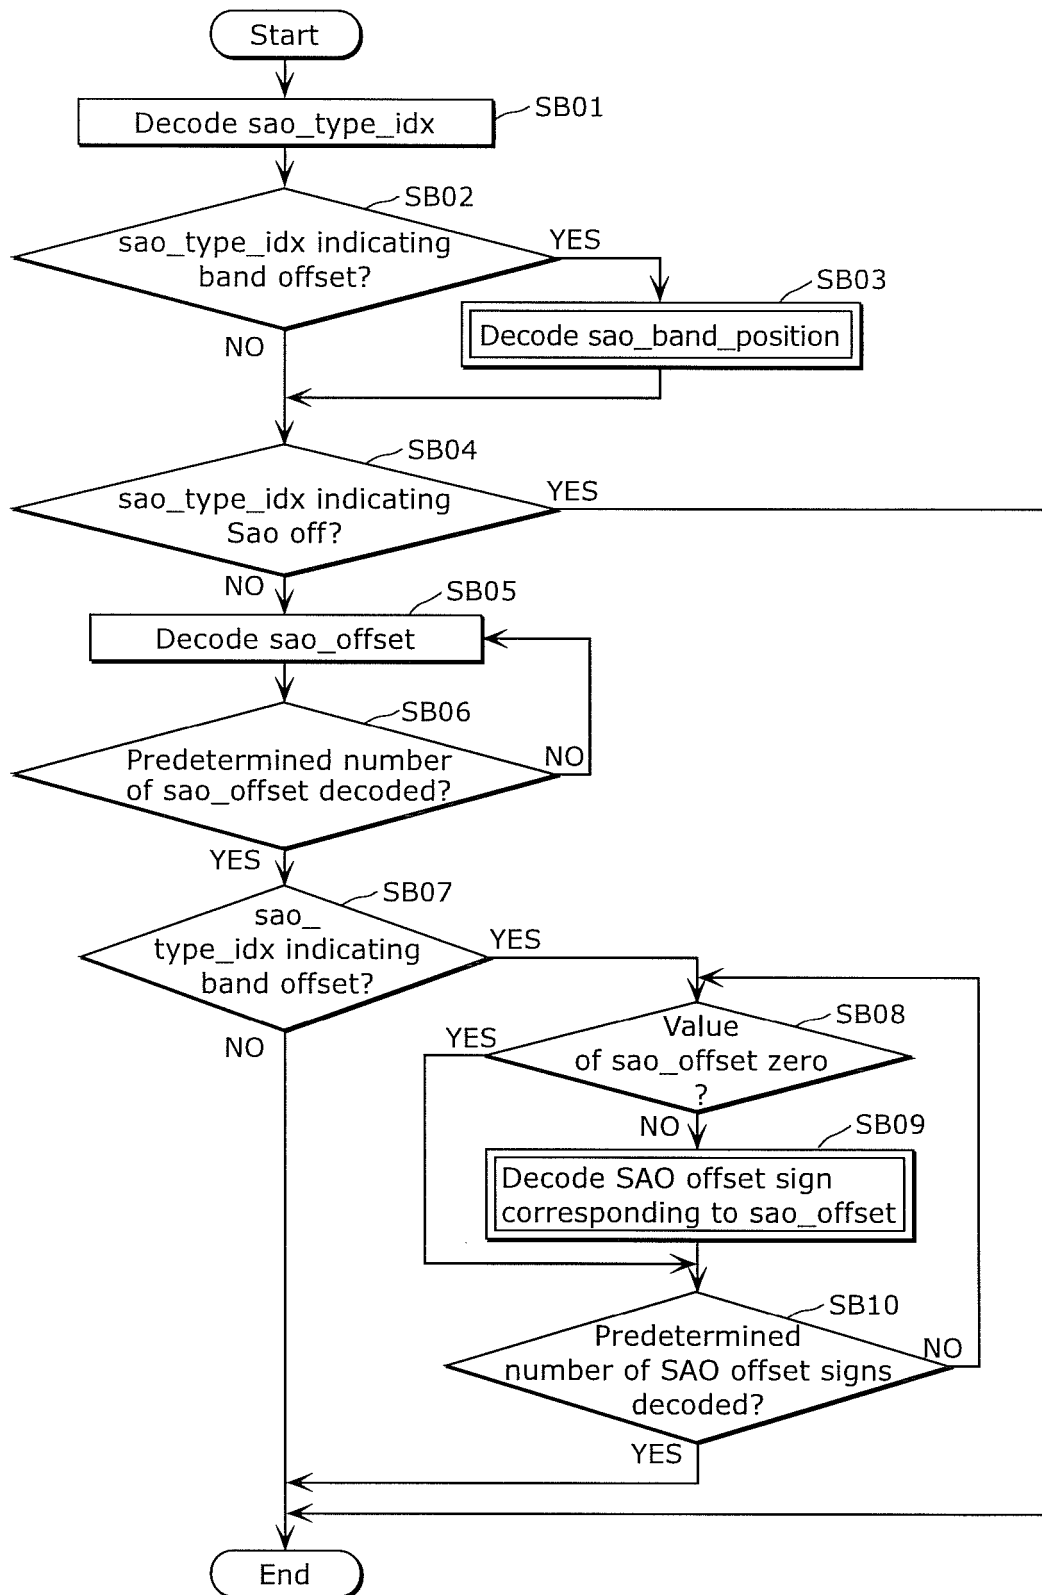 Start
SB01
Decode sao_type_idx
SB02
sao_type_idx indicating
band offset?
YES
NO
SB03
Decode sao_band_position
SB04
sao_type_idx indicating
Sao off?
YES
NO
SB05
Decode sao_offset
SB06
Predetermined number
of sao_offset decoded?
NO
YES
SB07
sao_
type_idx indicating
band offset?
YES
NO
SB08
Value
of sao_offset zero
?
YES
NO
SB09
Decode SAO offset sign
corresponding to sao_offset
SB10
Predetermined
number of SAO offset signs
decoded?
NO
YES
End